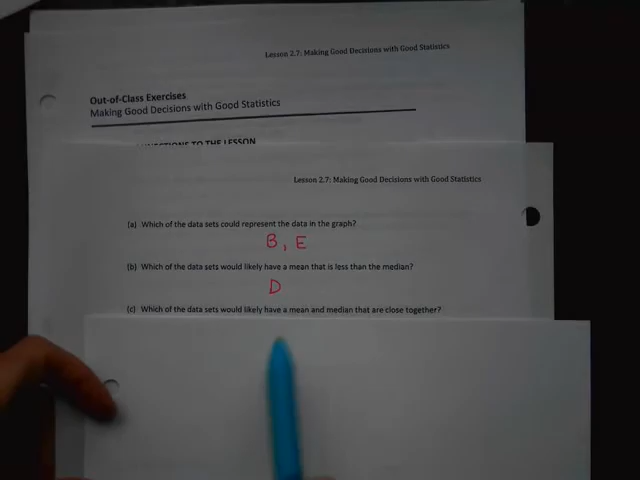 Lesson 2.7: Making Good Decisions with Good Statistics
Out-of-Class Exercises
Making Good Decisions with Good Statistics
TO THE LESSON
Lesson 2.7: Making Good Decisions with Good Statistics
(a) Which of the data sets could represent the data in the graph?
B, E
(b) Which of the data sets would likely have a mean that is less than the median?
D
(c) Which of the data sets would likely have a mean and median that are close together?